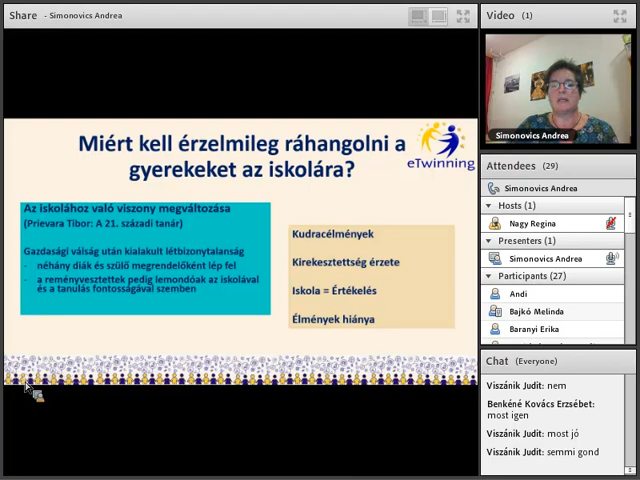 Share - Simonovics Andrea
Miért kell érzelmileg ráhangolni a
gyerekeket az iskolára?
eTwinning
Az iskolához való viszony megváltozása
(Prievara Tibor: A 21. századi tanár)
Gazdasági válság után kialakult létbizonytalanság
- néhány diák és szülő megrendelőként lép fel
- a reményvesztettek pedig lemondóak az iskolával
és a tanulás fontosságával szemben
Kudracélmények
Kirekesztettség érzete
Iskola = Értékelés
Élmények hiánya
Video (1)
Simonovics Andrea
Attendees (29)
Simonovics Andrea
Hosts (1)
Nagy Regina
Presenters (1)
Simonovics Andrea
Participants (27)
Andi
Bajkó Melinda
Baranyi Erika
Chat (Everyone)
Viszánik Judit: nem
Benkéné Kovács Erzsébet:
most igen
Viszánik Judit: most jó
Viszánik Judit: semmi gond